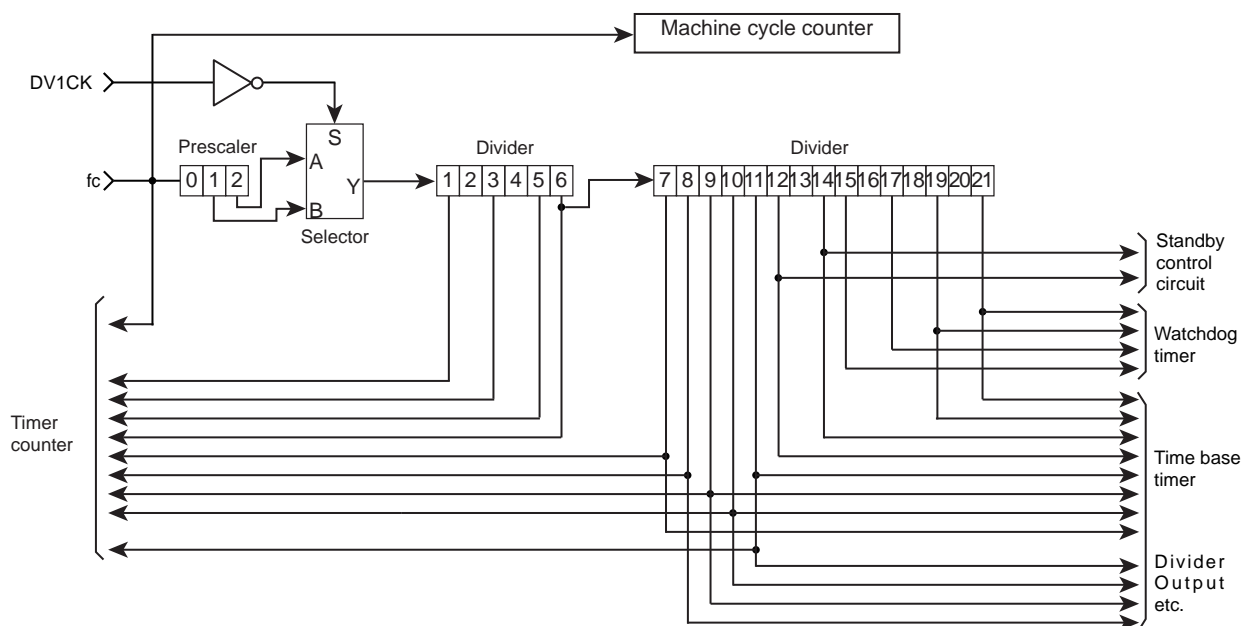 Machine cycle counter
DV1CK
S
Prescaler
Divider
Divider
fc
0 1 2
A
Y
B
1 2 3 4 5 6
7 8 9 10 11 12 13 14 15 16 17 18 19 20 21
Selector
Standby
control
circuit
Watchdog
timer
Timer
counter
Time base
timer
Divider
Output
etc.